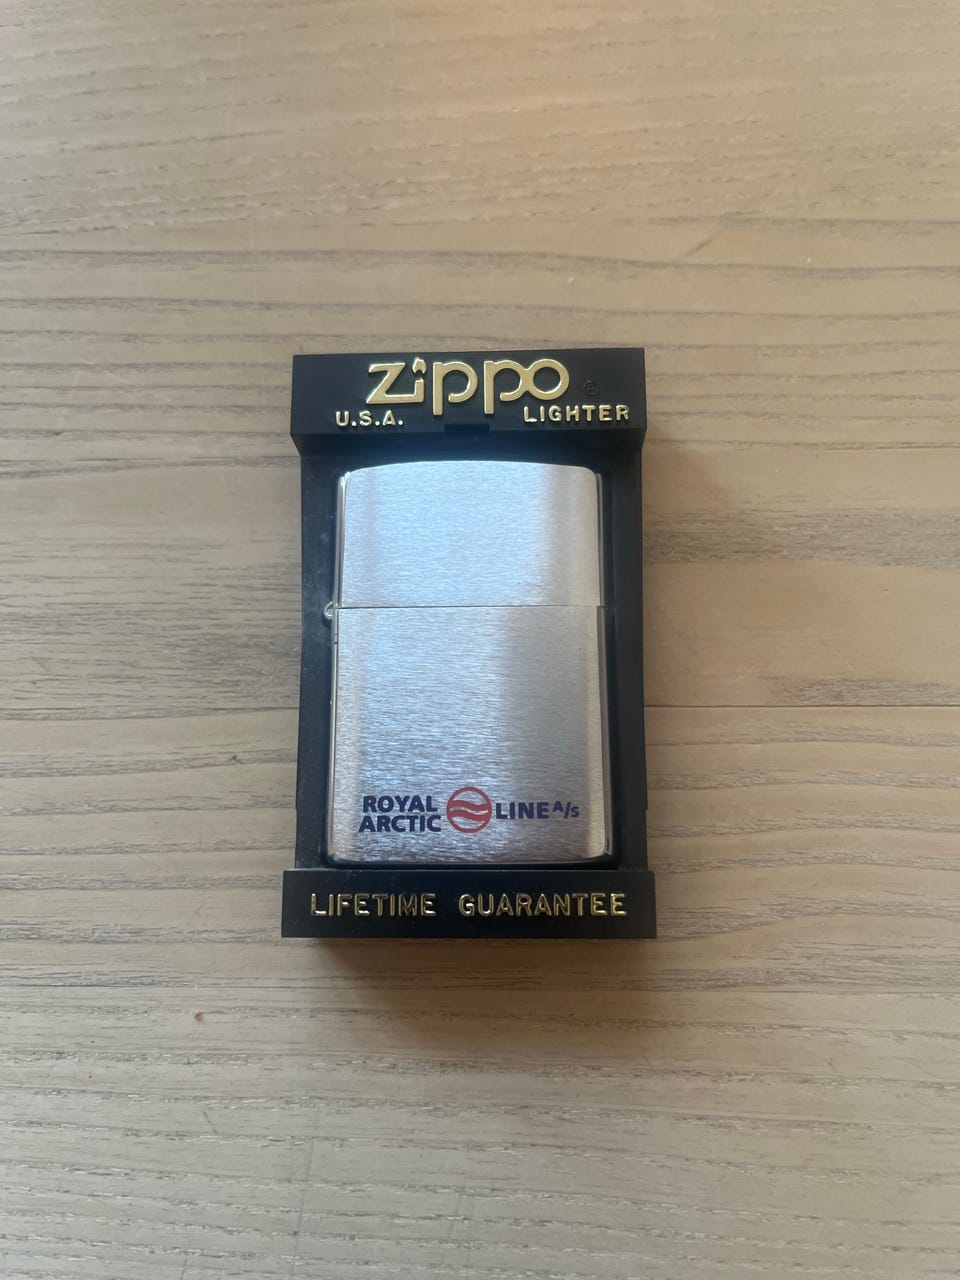 zippo ®
U.S.A. LIGHTER
ROYAL
ARCTIC LINE A/S
LIFETIME GUARANTEE